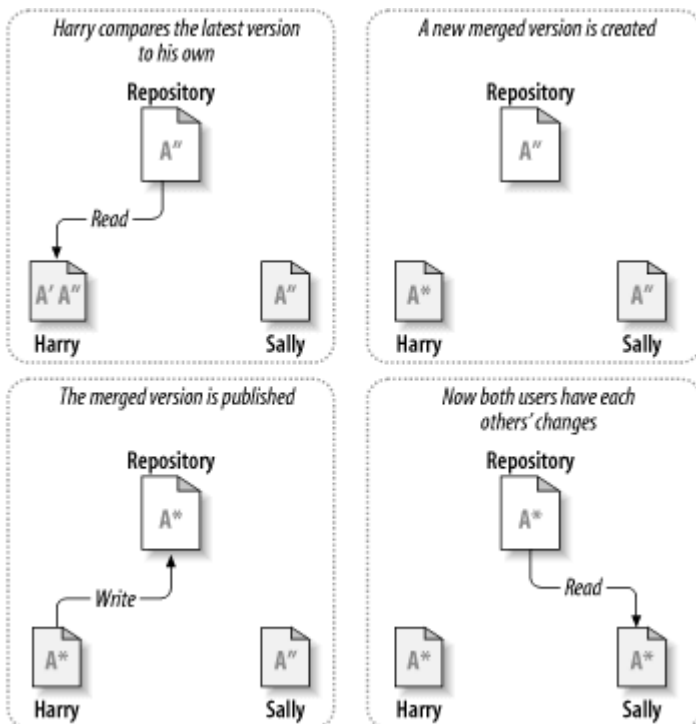 Harry compares the latest version
to his own
Repository
A″
Read
A′ A″
A″
Harry
Sally
A new merged version is created
Repository
A″
A*
A″
Harry
Sally
The merged version is published
Repository
A*
Write
A*
A″
Harry
Sally
Now both users have each
others’ changes
Repository
A*
Read
A*
A*
Harry
Sally